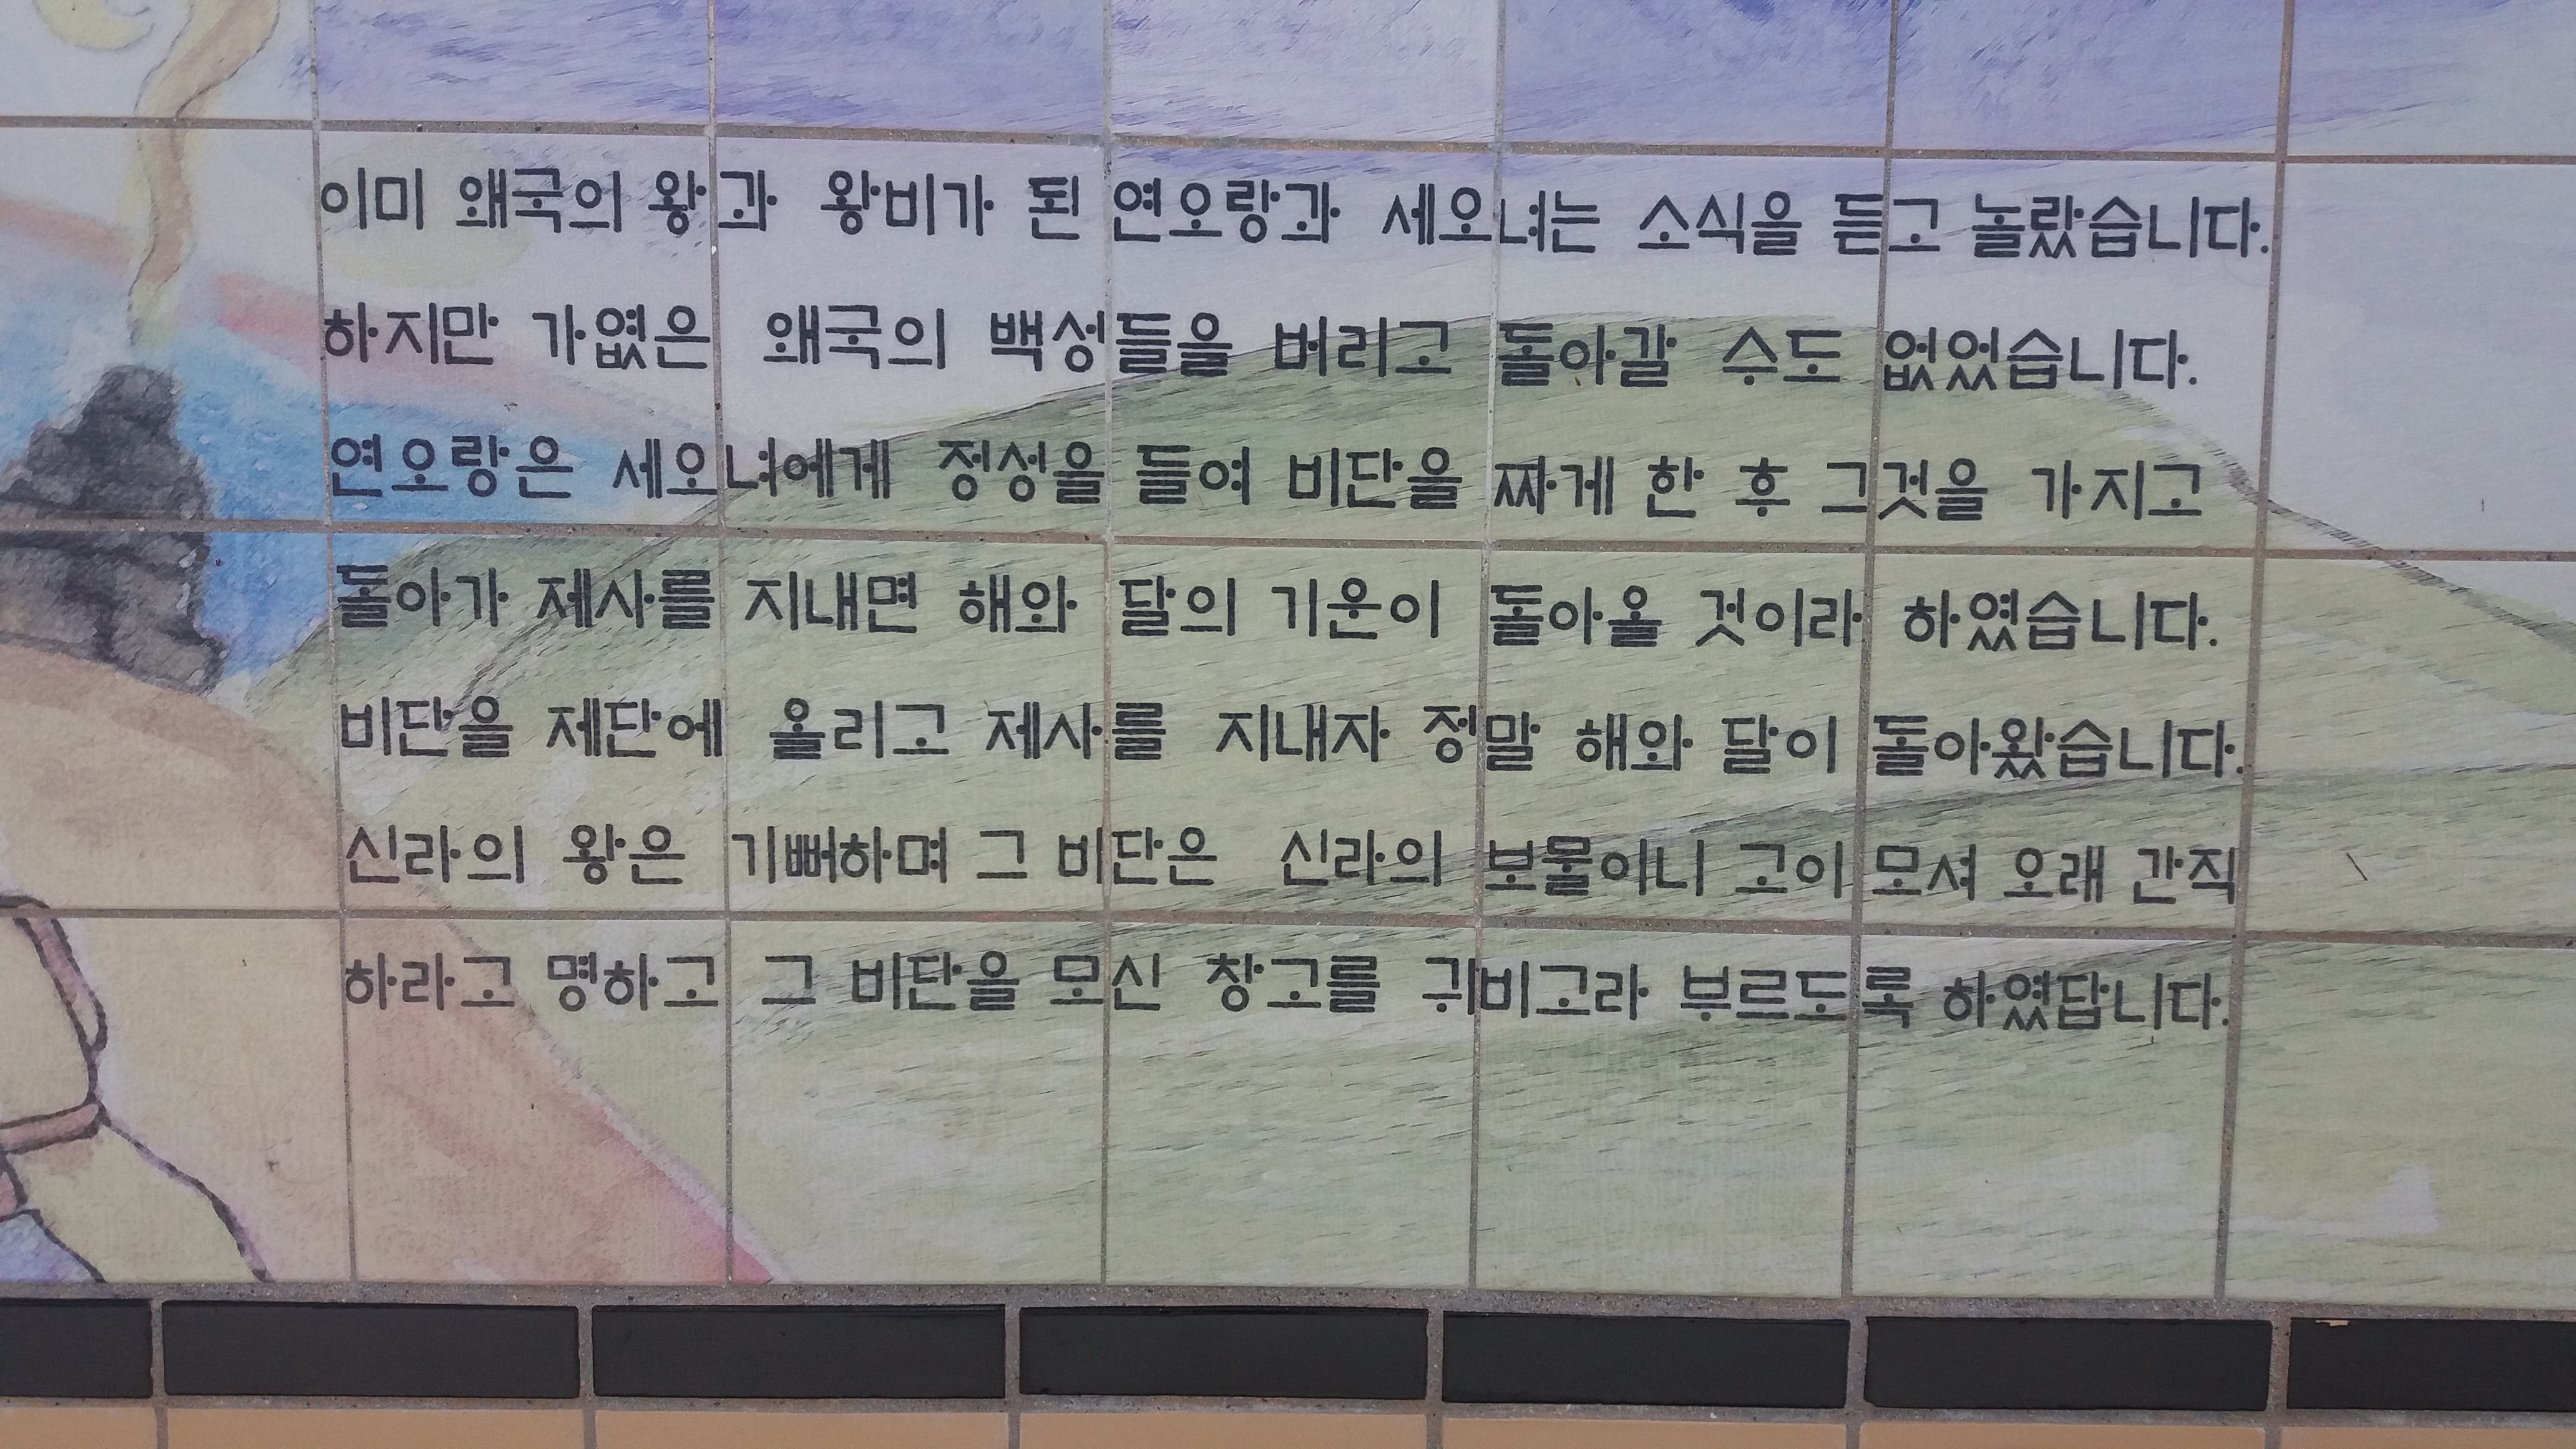 이미 왜국의 왕과 왕비가 된 연오랑과 세오녀는 소식을 듣고 놀랐습니다.
하지만 가엾은 왜국의 백성들을 버리고 돌아갈 수도 없었습니다.
연오랑은 세오녀에게 정성을 들여 비단을 짜게 한 후 그것을 가지고
돌아가 제사를 지내면 해와 달의 기운이 돌아올 것이라 하였습니다.
비단을 제단에 올리고 제사를 지내자 정말 해와 달이 돌아왔습니다.
신라의 왕은 기뻐하며 그 비단은 신라의 보물이니 고이 모셔 오래 간직
하라고 명하고 그 비단을 모신 창고를 귀비고라 부르도록 하였답니다.